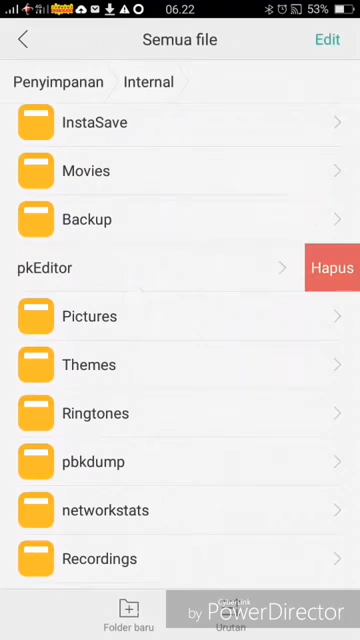 06.22
53%
Semua file
Edit
Penyimpanan
Internal
InstaSave
Movies
Backup
pkEditor
Hapus
Pictures
Themes
Ringtones
pbkdump
networkstats
Recordings
Folder baru
Urutan
CyberLink
by PowerDirector